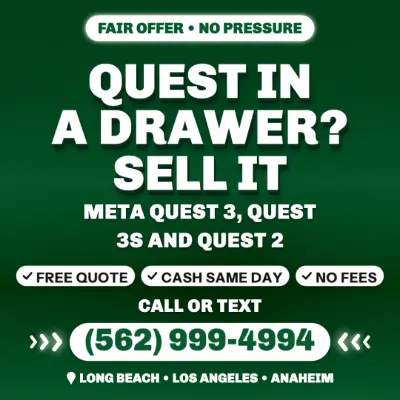 FAIR OFFER • NO PRESSURE
QUEST IN
A DRAWER?
SELL IT
META QUEST 3, QUEST
3S AND QUEST 2
✓ FREE QUOTE ✓ CASH SAME DAY ✓ NO FEES
CALL OR TEXT
(562) 999-4994
LONG BEACH • LOS ANGELES • ANAHEIM